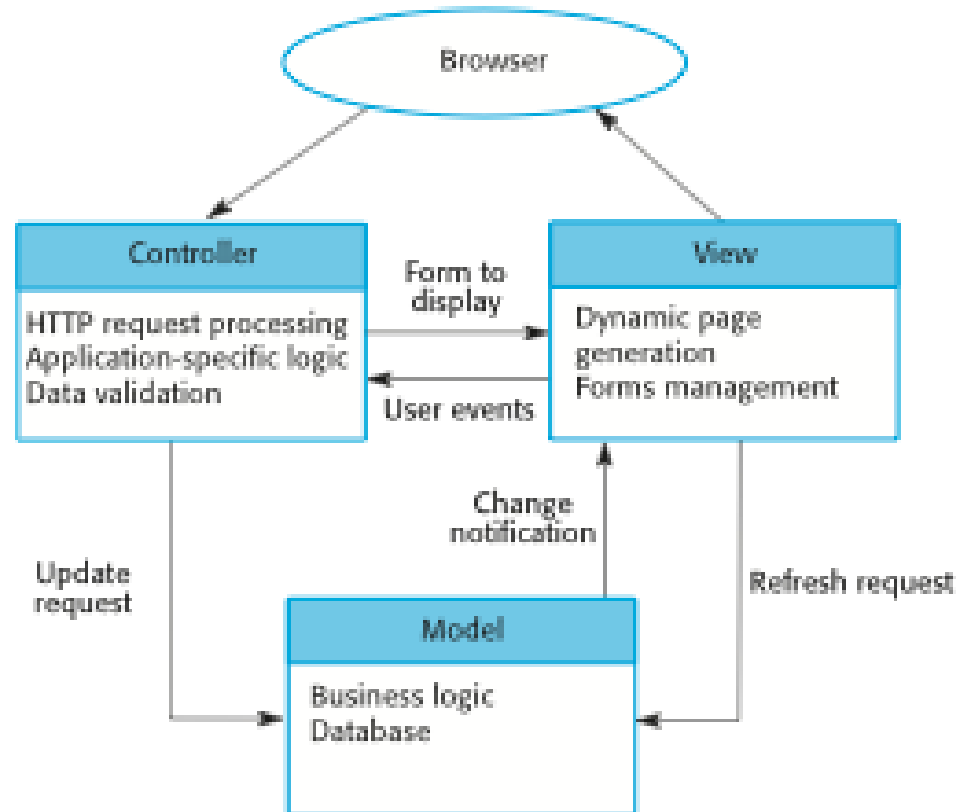 Browser
Controller
HTTP request processing
Application-specific logic
Data validation
Form to
display
User events
View
Dynamic page
generation
Forms management
Update
request
Change
notification
Refresh request
Model
Business logic
Database